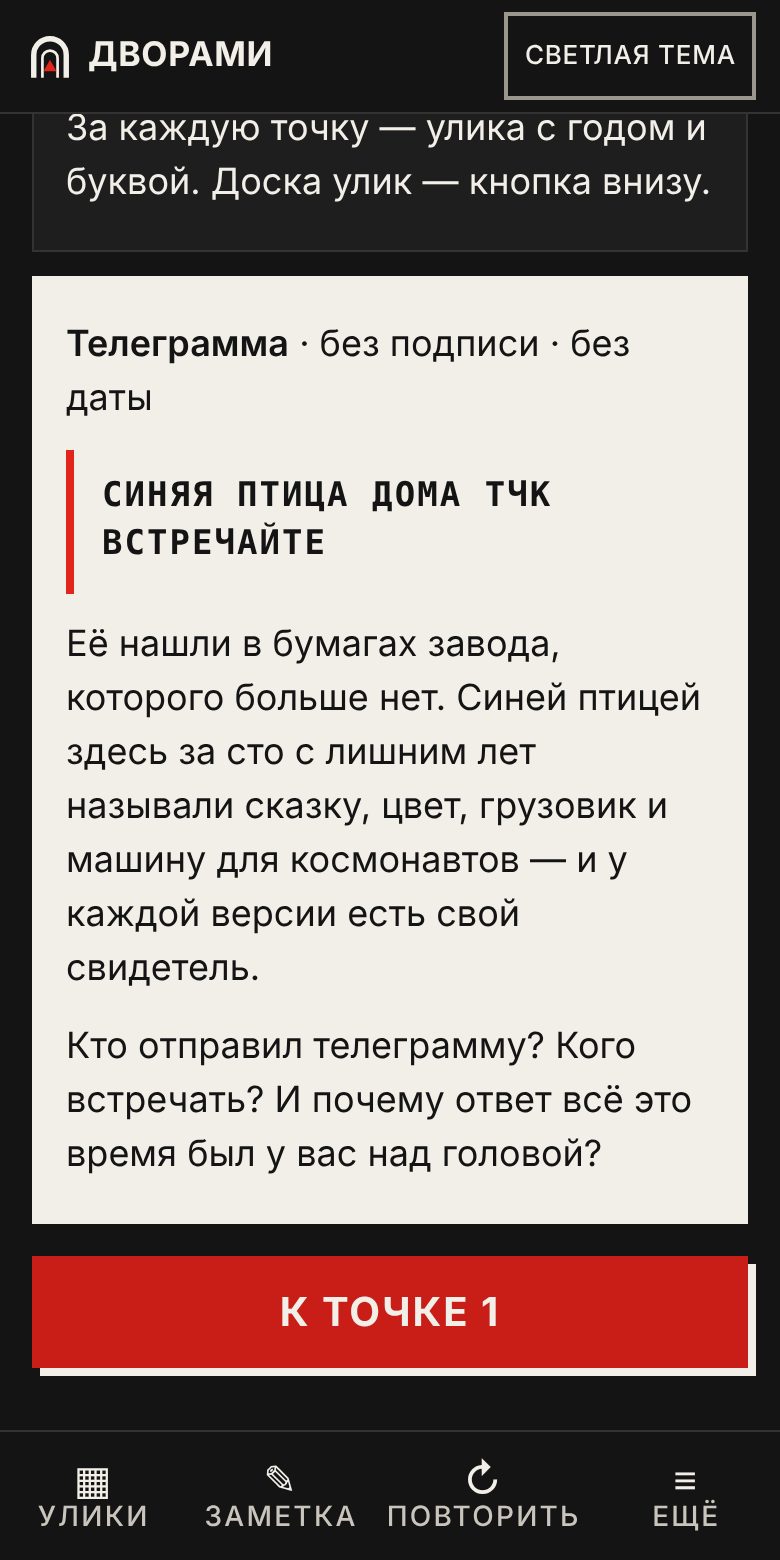 ДВОРАМИ
СВЕТЛАЯ ТЕМА
За каждую точку — улика с годом и
буквой. Доска улик — кнопка внизу.
Телеграмма · без подписи · без
даты
СИНЯЯ ПТИЦА ДОМА ТЧК
ВСТРЕЧАЙТЕ
Её нашли в бумагах завода,
которого больше нет. Синей птицей
здесь за сто с лишним лет
называли сказку, цвет, грузовик и
машину для космонавтов — и у
каждой версии есть свой
свидетель.
Кто отправил телеграмму? Кого
встречать? И почему ответ всё это
время был у вас над головой?
К ТОЧКЕ 1
УЛИКИ
ЗАМЕТКА
ПОВТОРИТЬ
ЕЩЁ